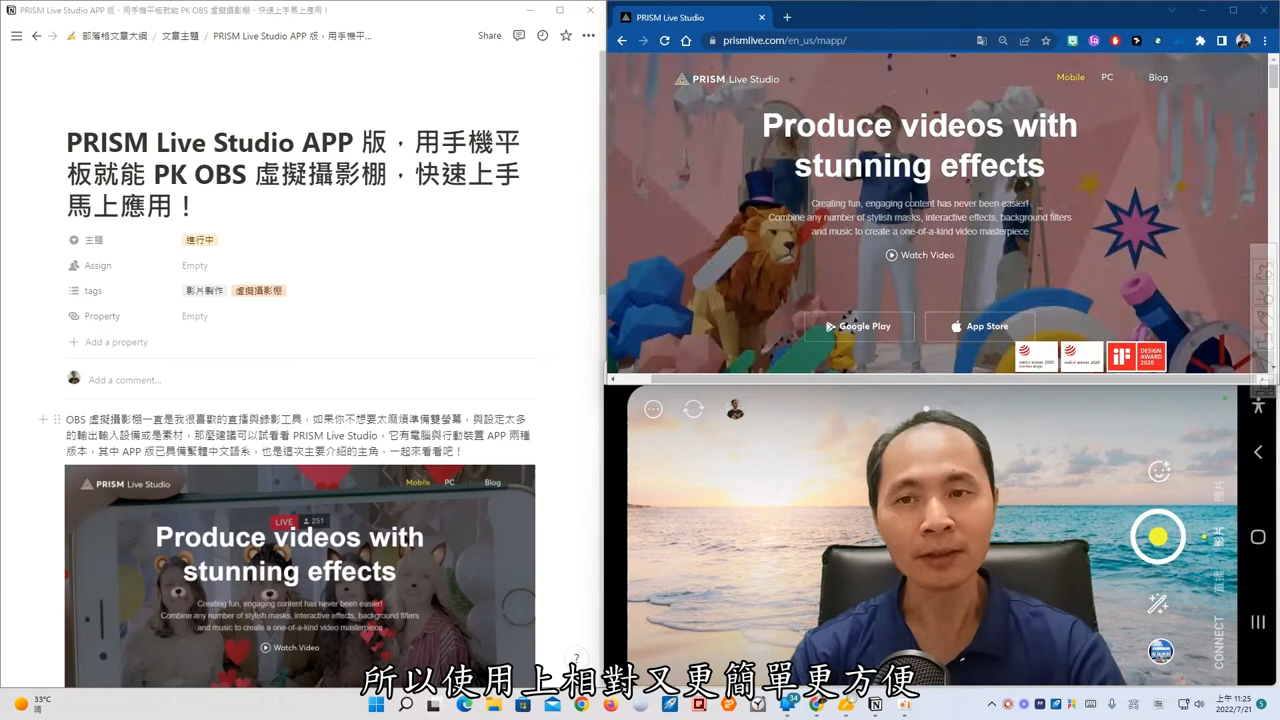 PRISM Live Studio APP 版，用手機平板就能 PK OBS 虛擬攝影棚，快速上手馬上應用！
部落格文章大綱 / 文章主題 / PRISM Live Studio APP 版，用手機平...
Share
PRISM Live Studio APP 版，用手機平
板就能 PK OBS 虛擬攝影棚，快速上手
馬上應用！
主題 進行中
Assign Empty
tags 影片製作 虛擬攝影棚
Property Empty
Add a property
Add a comment...
OBS 虛擬攝影棚一直是我很喜歡的直播與錄影工具，如果你不想要太麻煩準備雙螢幕，與設定太多
的輸出輸入設備或是素材，那麼建議可以試看看 PRISM Live Studio，它有電腦與行動裝置 APP 兩種
版本，其中 APP 版已具備繁體中文語系，也是這次主要介紹的主角，一起來看看吧！
PRISM Live Studio
Mobile PC Blog
LIVE 251
Produce videos with
stunning effects
Creating fun, engaging content has never been easier!
Combine any number of stylish masks, interactive effects, background filters
and music to create a one-of-a-kind video masterpiece
Watch Video
?
PRISM Live Studio
prismlive.com/en_us/mapp/
PRISM Live Studio
Mobile PC Blog
Produce videos with
stunning effects
Creating fun, engaging content has never been easier!
Combine any number of stylish masks, interactive effects, background filters
and music to create a one-of-a-kind video masterpiece
Watch Video
Google Play
App Store
iF DESIGN AWARD 2020
照片
影片
直播
CONNECT
所以使用上相對又更簡單更方便
33°C
晴
34
上午 11:25
2022/7/21
5